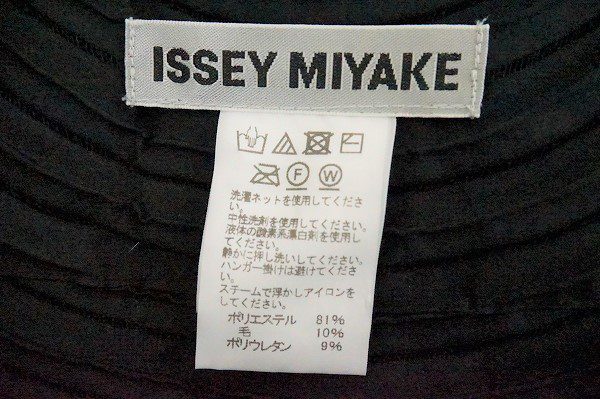 ISSEY MIYAKE
F W
洗濯ネットを使用してくださ
い。
中性洗剤を使用してください。
液体の酸素系漂白剤を使用し
てください。
静かに押し洗いしてください。
ハンガー掛けは避けてくださ
い。
スチームで浮かしアイロンを
してください。
ポリエステル 81%
毛 10%
ポリウレタン 9%